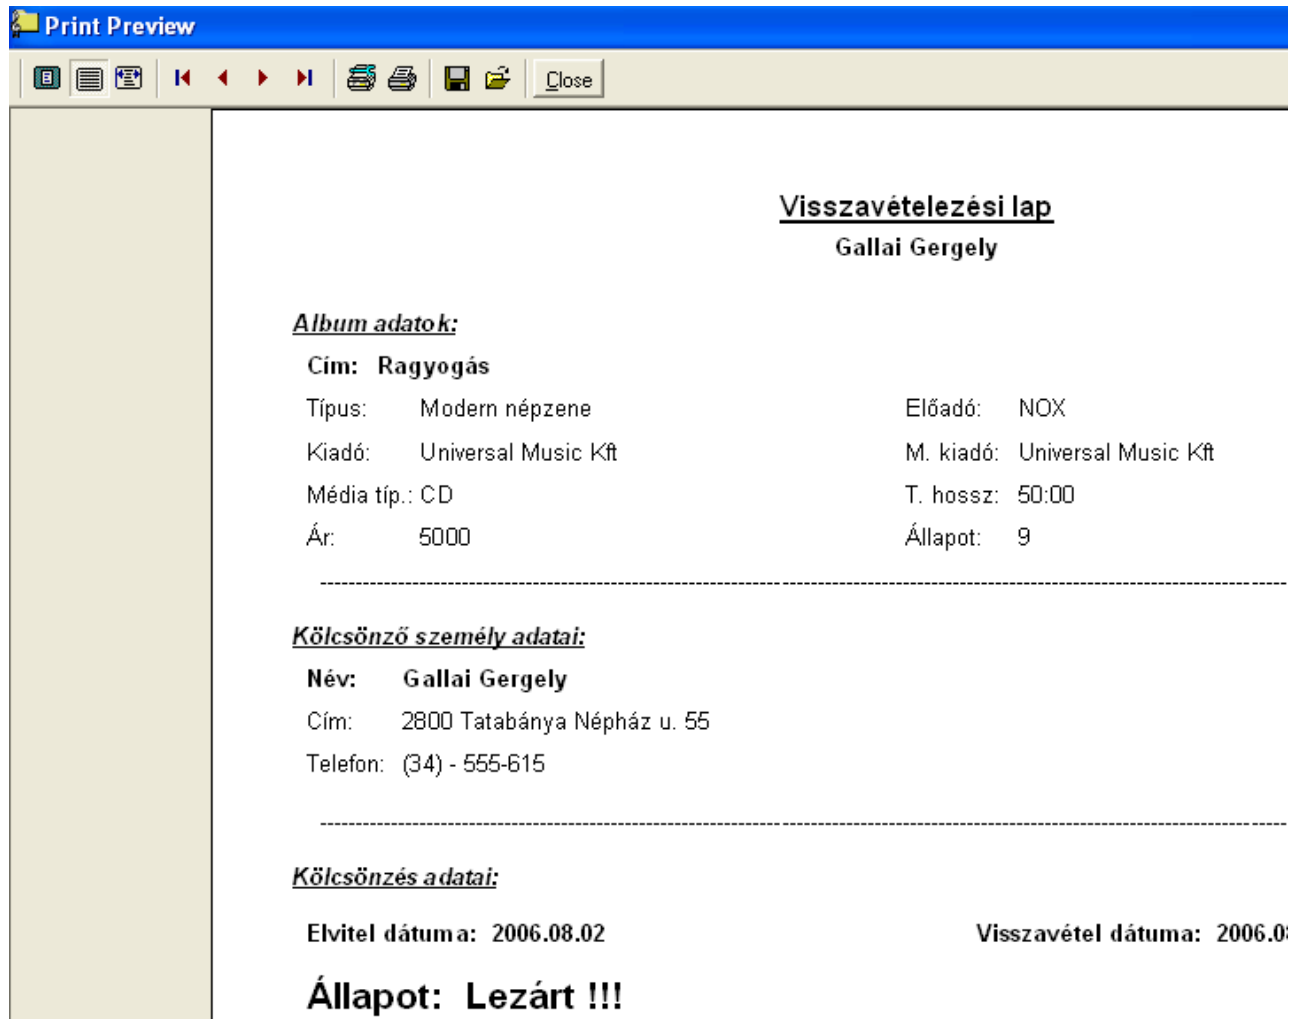 Print Preview
Close
Visszavételezési lap
Gallai Gergely
Album adatok:
Cím: Ragyogás
Típus: Modern népzene Előadó: NOX
Kiadó: Universal Music Kft M. kiadó: Universal Music Kft
Média típ.: CD T. hossz: 50:00
Ár: 5000 Állapot: 9
Kölcsönző személy adatai:
Név: Gallai Gergely
Cím: 2800 Tatabánya Népház u. 55
Telefon: (34) - 555-615
Kölcsönzés adatai:
Elvitel dátuma: 2006.08.02 Visszavétel dátuma:
Állapot: Lezárt !!!